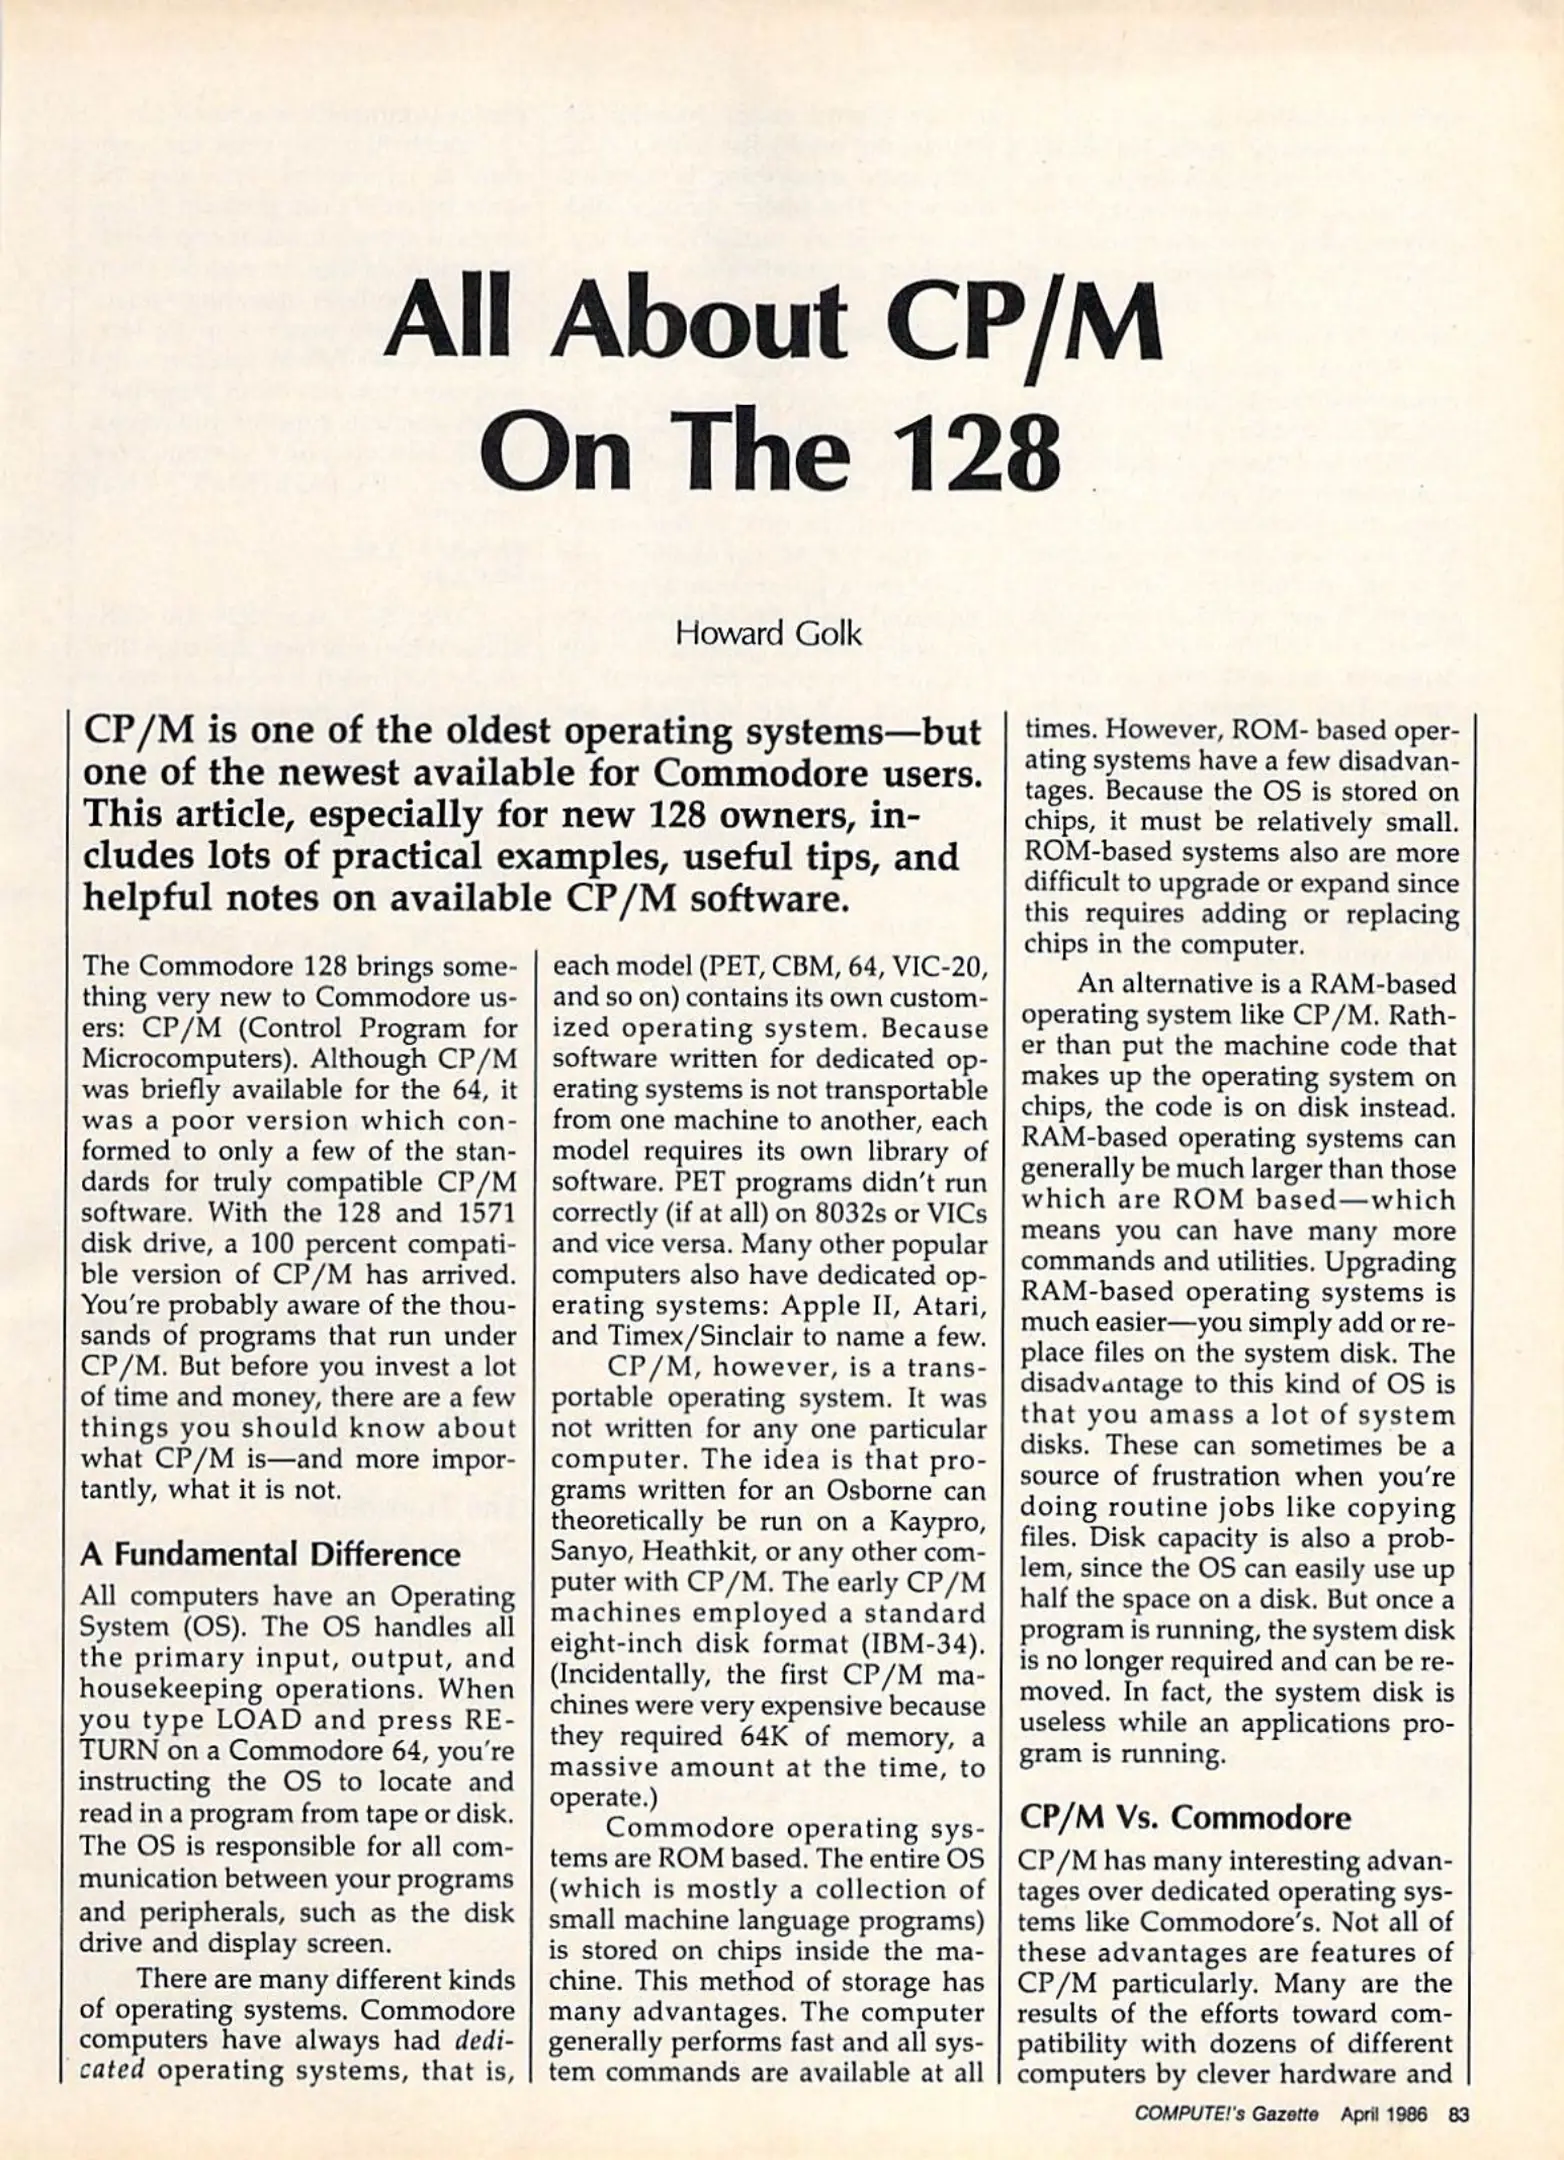 All About CP/M
On The 128
Howard Golk
CP/M is one of the oldest operating systems—but
one of the newest available for Commodore users.
This article, especially for new 128 owners, in-
cludes lots of practical examples, useful tips, and
helpful notes on available CP/M software.
The Commodore 128 brings some-
thing very new to Commodore us-
ers: CP/M (Control Program for
Microcomputers). Although CP/M
was briefly available for the 64, it
was a poor version which con-
formed to only a few of the stan-
dards for truly compatible CP/M
software. With the 128 and 1571
disk drive, a 100 percent compati-
ble version of CP/M has arrived.
You're probably aware of the thou-
sands of programs that run under
CP/M. But before you invest a lot
of time and money, there are a few
things you should know about
what CP/M is—and more impor-
tantly, what it is not.
A Fundamental Difference
All computers have an Operating
System (OS). The OS handles all
the primary input, output, and
housekeeping operations. When
you type LOAD and press RE-
TURN on a Commodore 64, you're
instructing the OS to locate and
read in a program from tape or disk.
The OS is responsible for all com-
munication between your programs
and peripherals, such as the disk
drive and display screen.
There are many different kinds
of operating systems. Commodore
computers have always had dedi-
cated operating systems, that is,
each model (PET, CBM, 64, VIC-20,
and so on) contains its own custom-
ized operating system. Because
software written for dedicated op-
erating systems is not transportable
from one machine to another, each
model requires its own library of
software. PET programs didn't run
correctly (if at all) on 8032s or VICs
and vice versa. Many other popular
computers also have dedicated op-
erating systems: Apple II, Atari,
and Timex/Sinclair to name a few.
CP/M, however, is a trans-
portable operating system. It was
not written for any one particular
computer. The idea is that pro-
grams written for an Osborne can
theoretically be run on a Kaypro,
Sanyo, Heathkit, or any other com-
puter with CP/M. The early CP/M
machines employed a standard
eight-inch disk format (IBM-34).
(Incidentally, the first CP/M ma-
chines were very expensive because
they required 64K of memory, a
massive amount at the time, to
operate.)
Commodore operating sys-
tems are ROM based. The entire OS
(which is mostly a collection of
small machine language programs)
is stored on chips inside the ma-
chine. This method of storage has
many advantages. The computer
generally performs fast and all sys-
tem commands are available at all
times. However, ROM- based oper-
ating systems have a few disadvan-
tages. Because the OS is stored on
chips, it must be relatively small.
ROM-based systems also are more
difficult to upgrade or expand since
this requires adding or replacing
chips in the computer.
An alternative is a RAM-based
operating system like CP/M. Rath-
er than put the machine code that
makes up the operating system on
chips, the code is on disk instead.
RAM-based operating systems can
generally be much larger than those
which are ROM based—which
means you can have many more
commands and utilities. Upgrading
RAM-based operating systems is
much easier—you simply add or re-
place files on the system disk. The
disadvantage to this kind of OS is
that you amass a lot of system
disks. These can sometimes be a
source of frustration when you're
doing routine jobs like copying
files. Disk capacity is also a prob-
lem, since the OS can easily use up
half the space on a disk. But once a
program is running, the system disk
is no longer required and can be re-
moved. In fact, the system disk is
useless while an applications pro-
gram is running.
CP/M Vs. Commodore
CP/M has many interesting advan-
tages over dedicated operating sys-
tems like Commodore's. Not all of
these advantages are features of
CP/M particularly. Many are the
results of the efforts toward com-
patibility with dozens of different
computers by clever hardware and
COMPUTE!'s Gazette April 1986 83